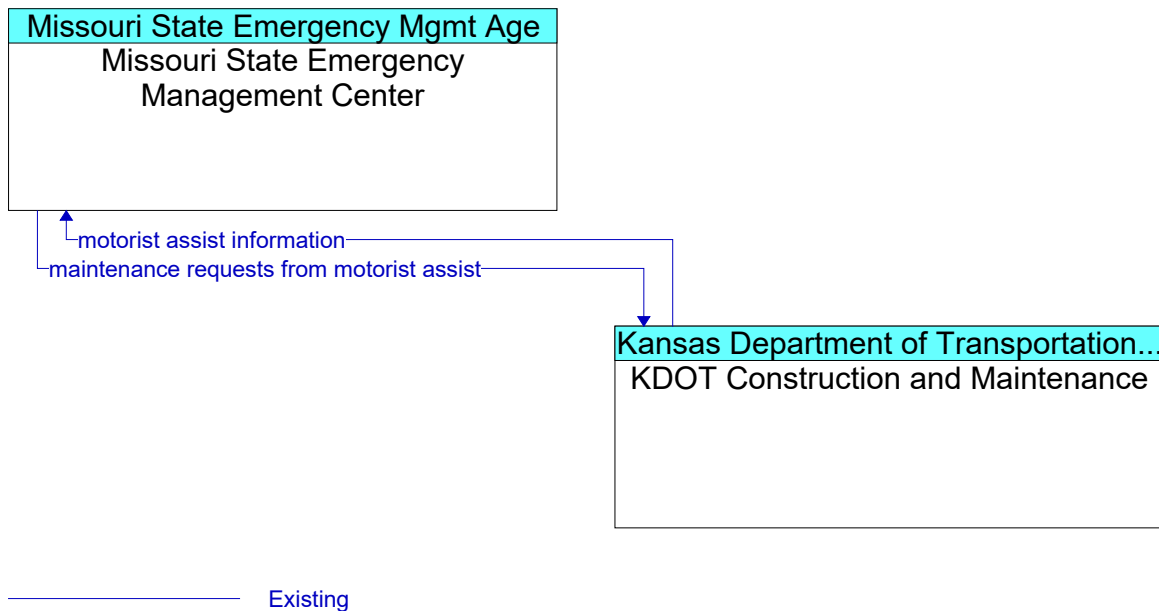 Missouri State Emergency Mgmt Age
Missouri State Emergency
Management Center
motorist assist information
maintenance requests from motorist assist
Kansas Department of Transportation...
KDOT Construction and Maintenance
Existing